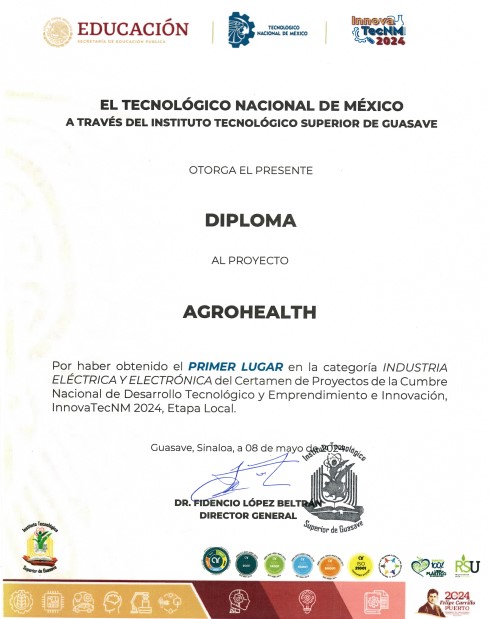 EDUCACIÓN
SECRETARÍA DE EDUCACIÓN PÚBLICA
TECNOLÓGICO
NACIONAL DE MÉXICO
Innova
TecNM
2024
EL TECNOLÓGICO NACIONAL DE MÉXICO
A TRAVÉS DEL INSTITUTO TECNOLÓGICO SUPERIOR DE GUASAVE
OTORGA EL PRESENTE
DIPLOMA
AL PROYECTO
AGROHEALTH
Por haber obtenido el PRIMER LUGAR en la categoría INDUSTRIA
ELÉCTRICA Y ELECTRÓNICA del Certamen de Proyectos de la Cumbre
Nacional de Desarrollo Tecnológico y Emprendimiento e Innovación,
InnovaTecNM 2024, Etapa Local.
Guasave, Sinaloa, a 08 de mayo de 2024
Instituto Tecnológico
Superior de Guasave
DR. FIDENCIO LÓPEZ BELTRÁN
DIRECTOR GENERAL
Instituto Tecnológico
Superior de Guasave
100%
RSU
2024
Felipe Carrillo
PUERTO